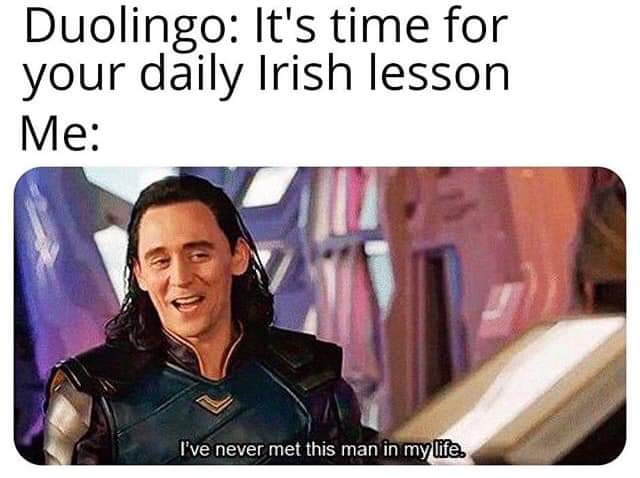 Duolingo: It's time for
your daily Irish lesson
Me:
I've never met this man in my life.